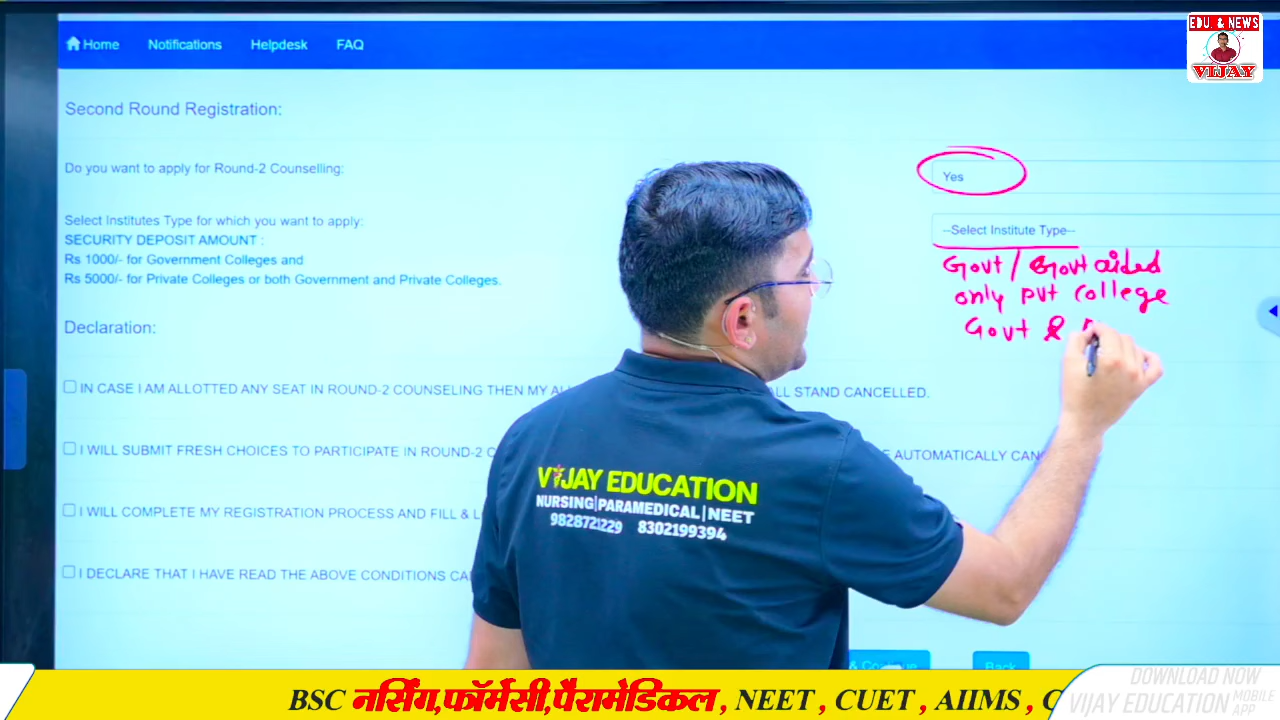 EDU. & NEWS
VIJAY
Home Notifications Helpdesk FAQ
Second Round Registration:
Do you want to apply for Round-2 Counselling:
Yes
Select Institutes Type for which you want to apply:
--Select Institute Type--
SECURITY DEPOSIT AMOUNT :
Rs 1000/- for Government Colleges and
Rs 5000/- for Private Colleges or both Government and Private Colleges.
Govt / Govt aided
only pvt College
Govt &
Declaration:
IN CASE I AM ALLOTTED ANY SEAT IN ROUND-2 COUNSELING THEN MY STAND CANCELLED.
I WILL SUBMIT FRESH CHOICES TO PARTICIPATE IN ROUND-2 AUTOMATICALLY
I WILL COMPLETE MY REGISTRATION PROCESS AND FILL &
I DECLARE THAT I HAVE READ THE ABOVE CONDITIONS
VIJAY EDUCATION
NURSING|PARAMEDICAL|NEET
9828721229 8302199394
Back
BSC नर्सिंग,फॉर्मेसी,पैरामेडिकल , NEET , CUET , AIIMS ,
DOWNLOAD NOW
VIJAY EDUCATION MOBILE APP